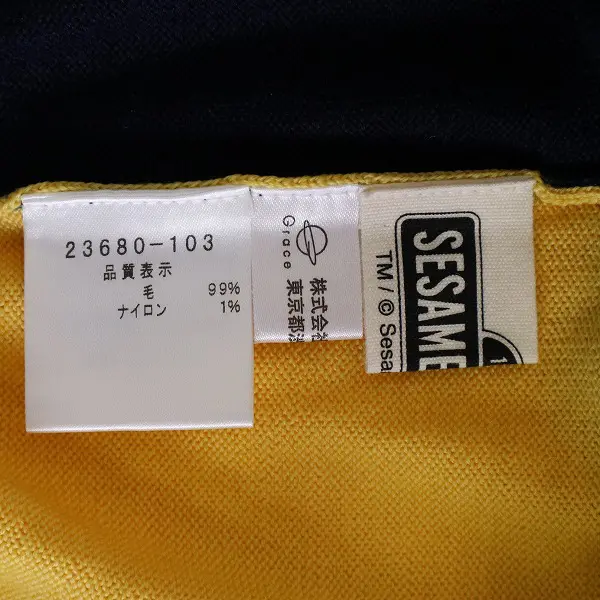 23680-103
品質表示
毛 99%
ナイロン 1%
Grace
株式会
東京都
SESAME
TM/© Sesa